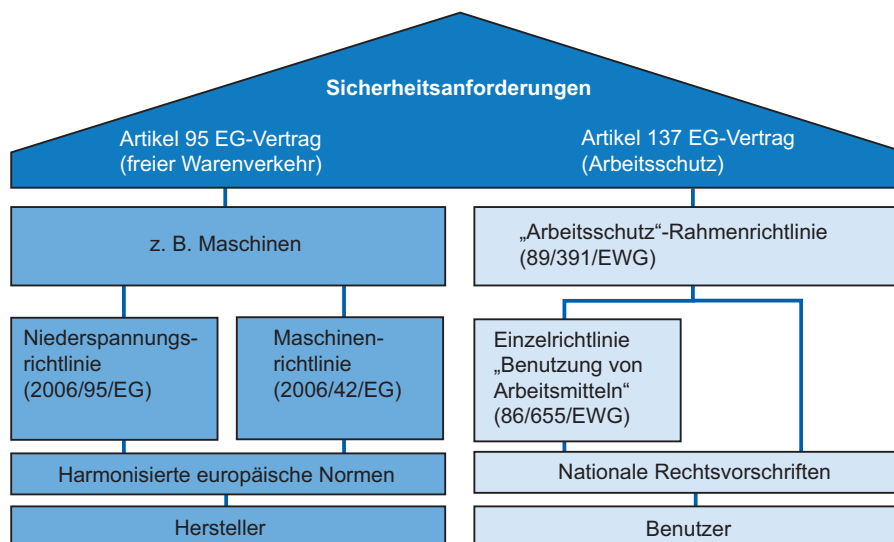 Sicherheitsanforderungen
Artikel 95 EG-Vertrag
(freier Warenverkehr)
Artikel 137 EG-Vertrag
(Arbeitsschutz)
z. B. Maschinen
„Arbeitsschutz“-Rahmenrichtlinie
(89/391/EWG)
Niederspannungs-
richtlinie
(2006/95/EG)
Maschinen-
richtlinie
(2006/42/EG)
Einzelrichtlinie
„Benutzung von
Arbeitsmitteln“
(86/655/EWG)
Harmonisierte europäische Normen
Nationale Rechtsvorschriften
Hersteller
Benutzer